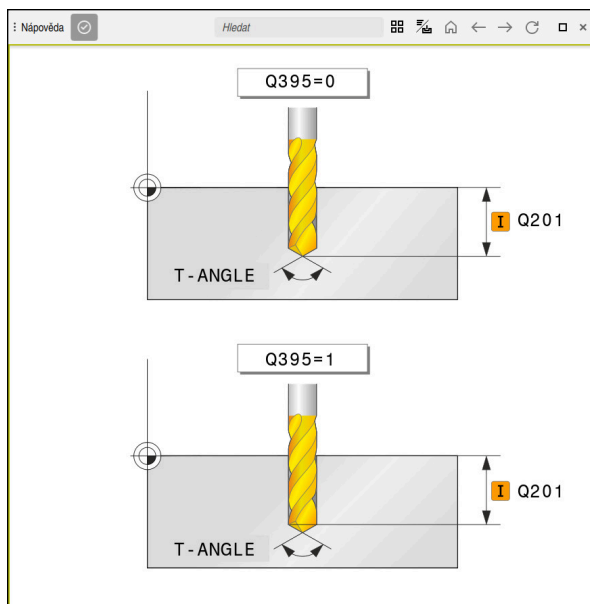 Nápověda
Hledat
Q395=0
I Q201
T-ANGLE
Q395=1
I Q201
T-ANGLE